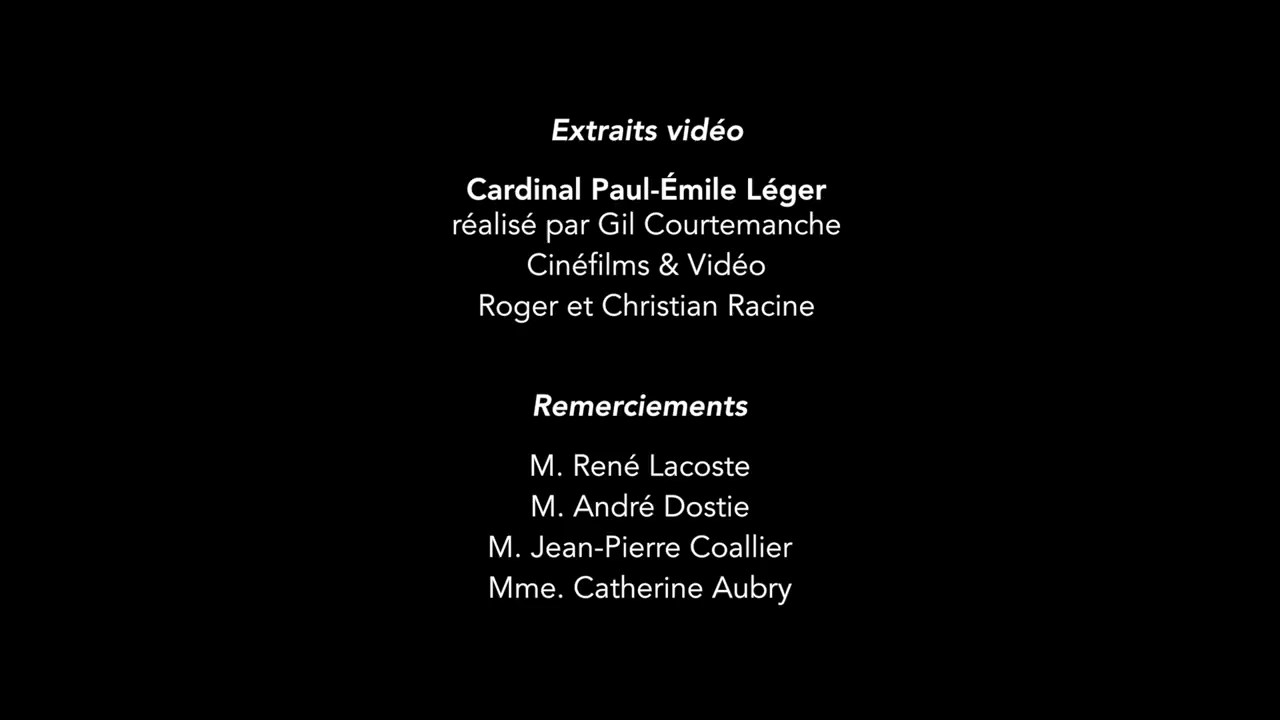 Extraits vidéo
Cardinal Paul-Émile Léger
réalisé par Gil Courtemanche
Cinéfilms & Vidéo
Roger et Christian Racine
Remerciements
M. René Lacoste
M. André Dostie
M. Jean-Pierre Coallier
Mme. Catherine Aubry